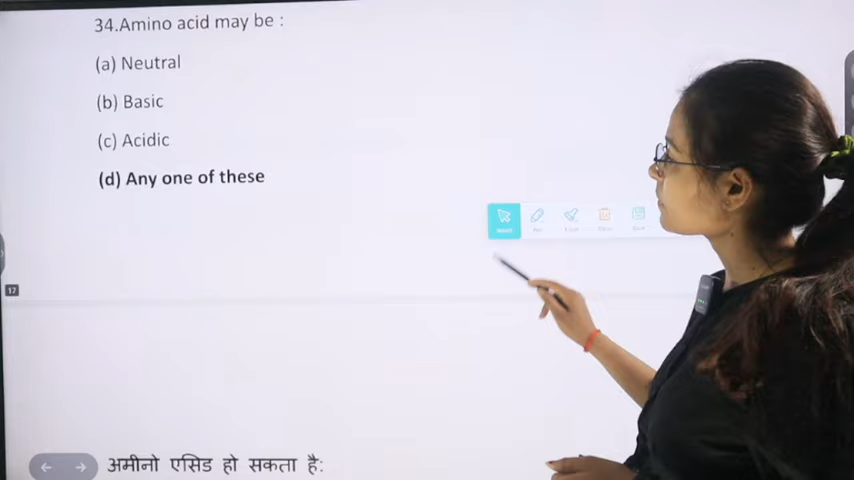 34.Amino acid may be :
(a) Neutral
(b) Basic
(c) Acidic
(d) Any one of these
17
अमीनो एसिड हो सकता है: